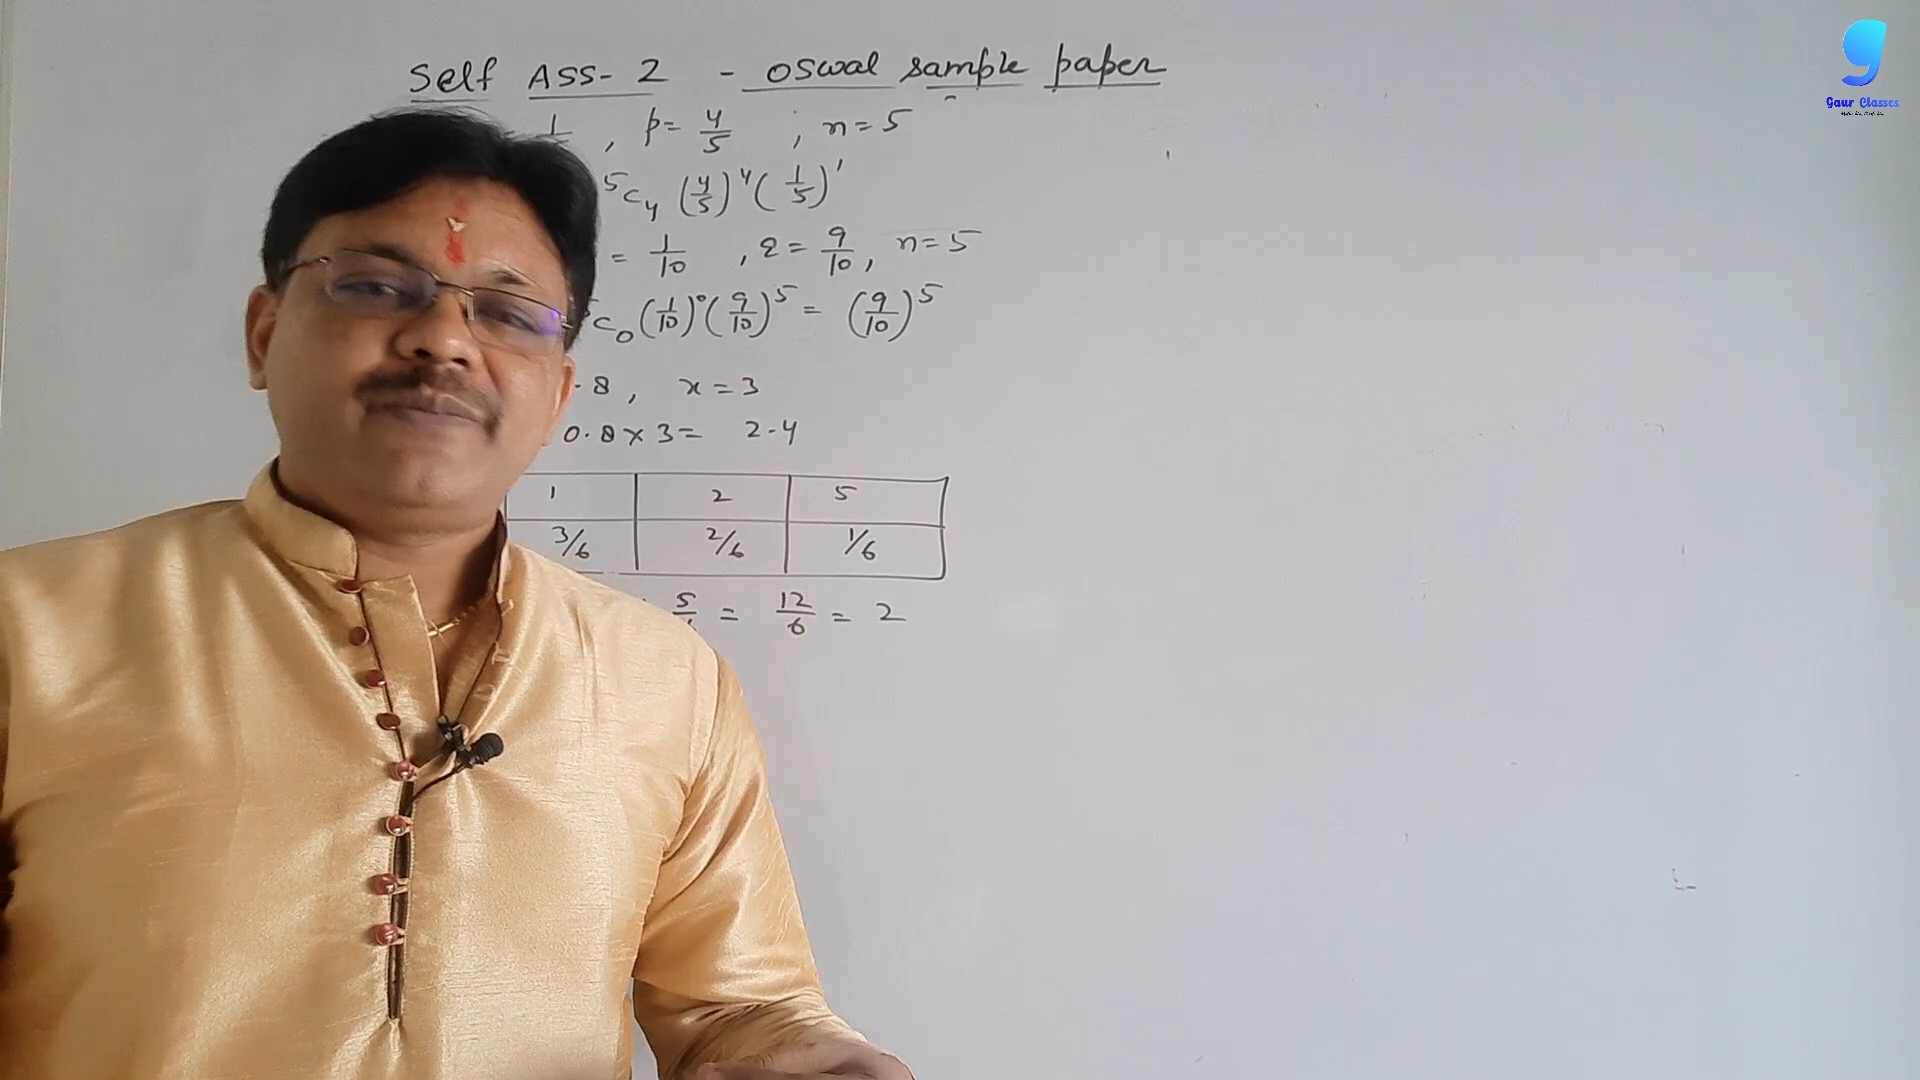 Self ASS- 2 - Oswal sample paper
g
Gaur Classes
1 , p= 4/5 ; n=5
⁵C₄ (4/5)⁴ (1/5)¹
= 1/10 , q= 9/10, n=5
⁵C₀ (1/10)⁰ (9/10)⁵ = (9/10)⁵
.8 , x=3
0.8×3= 2.4
1 2 5
3/6 2/6 1/6
5 = 12/6 = 2